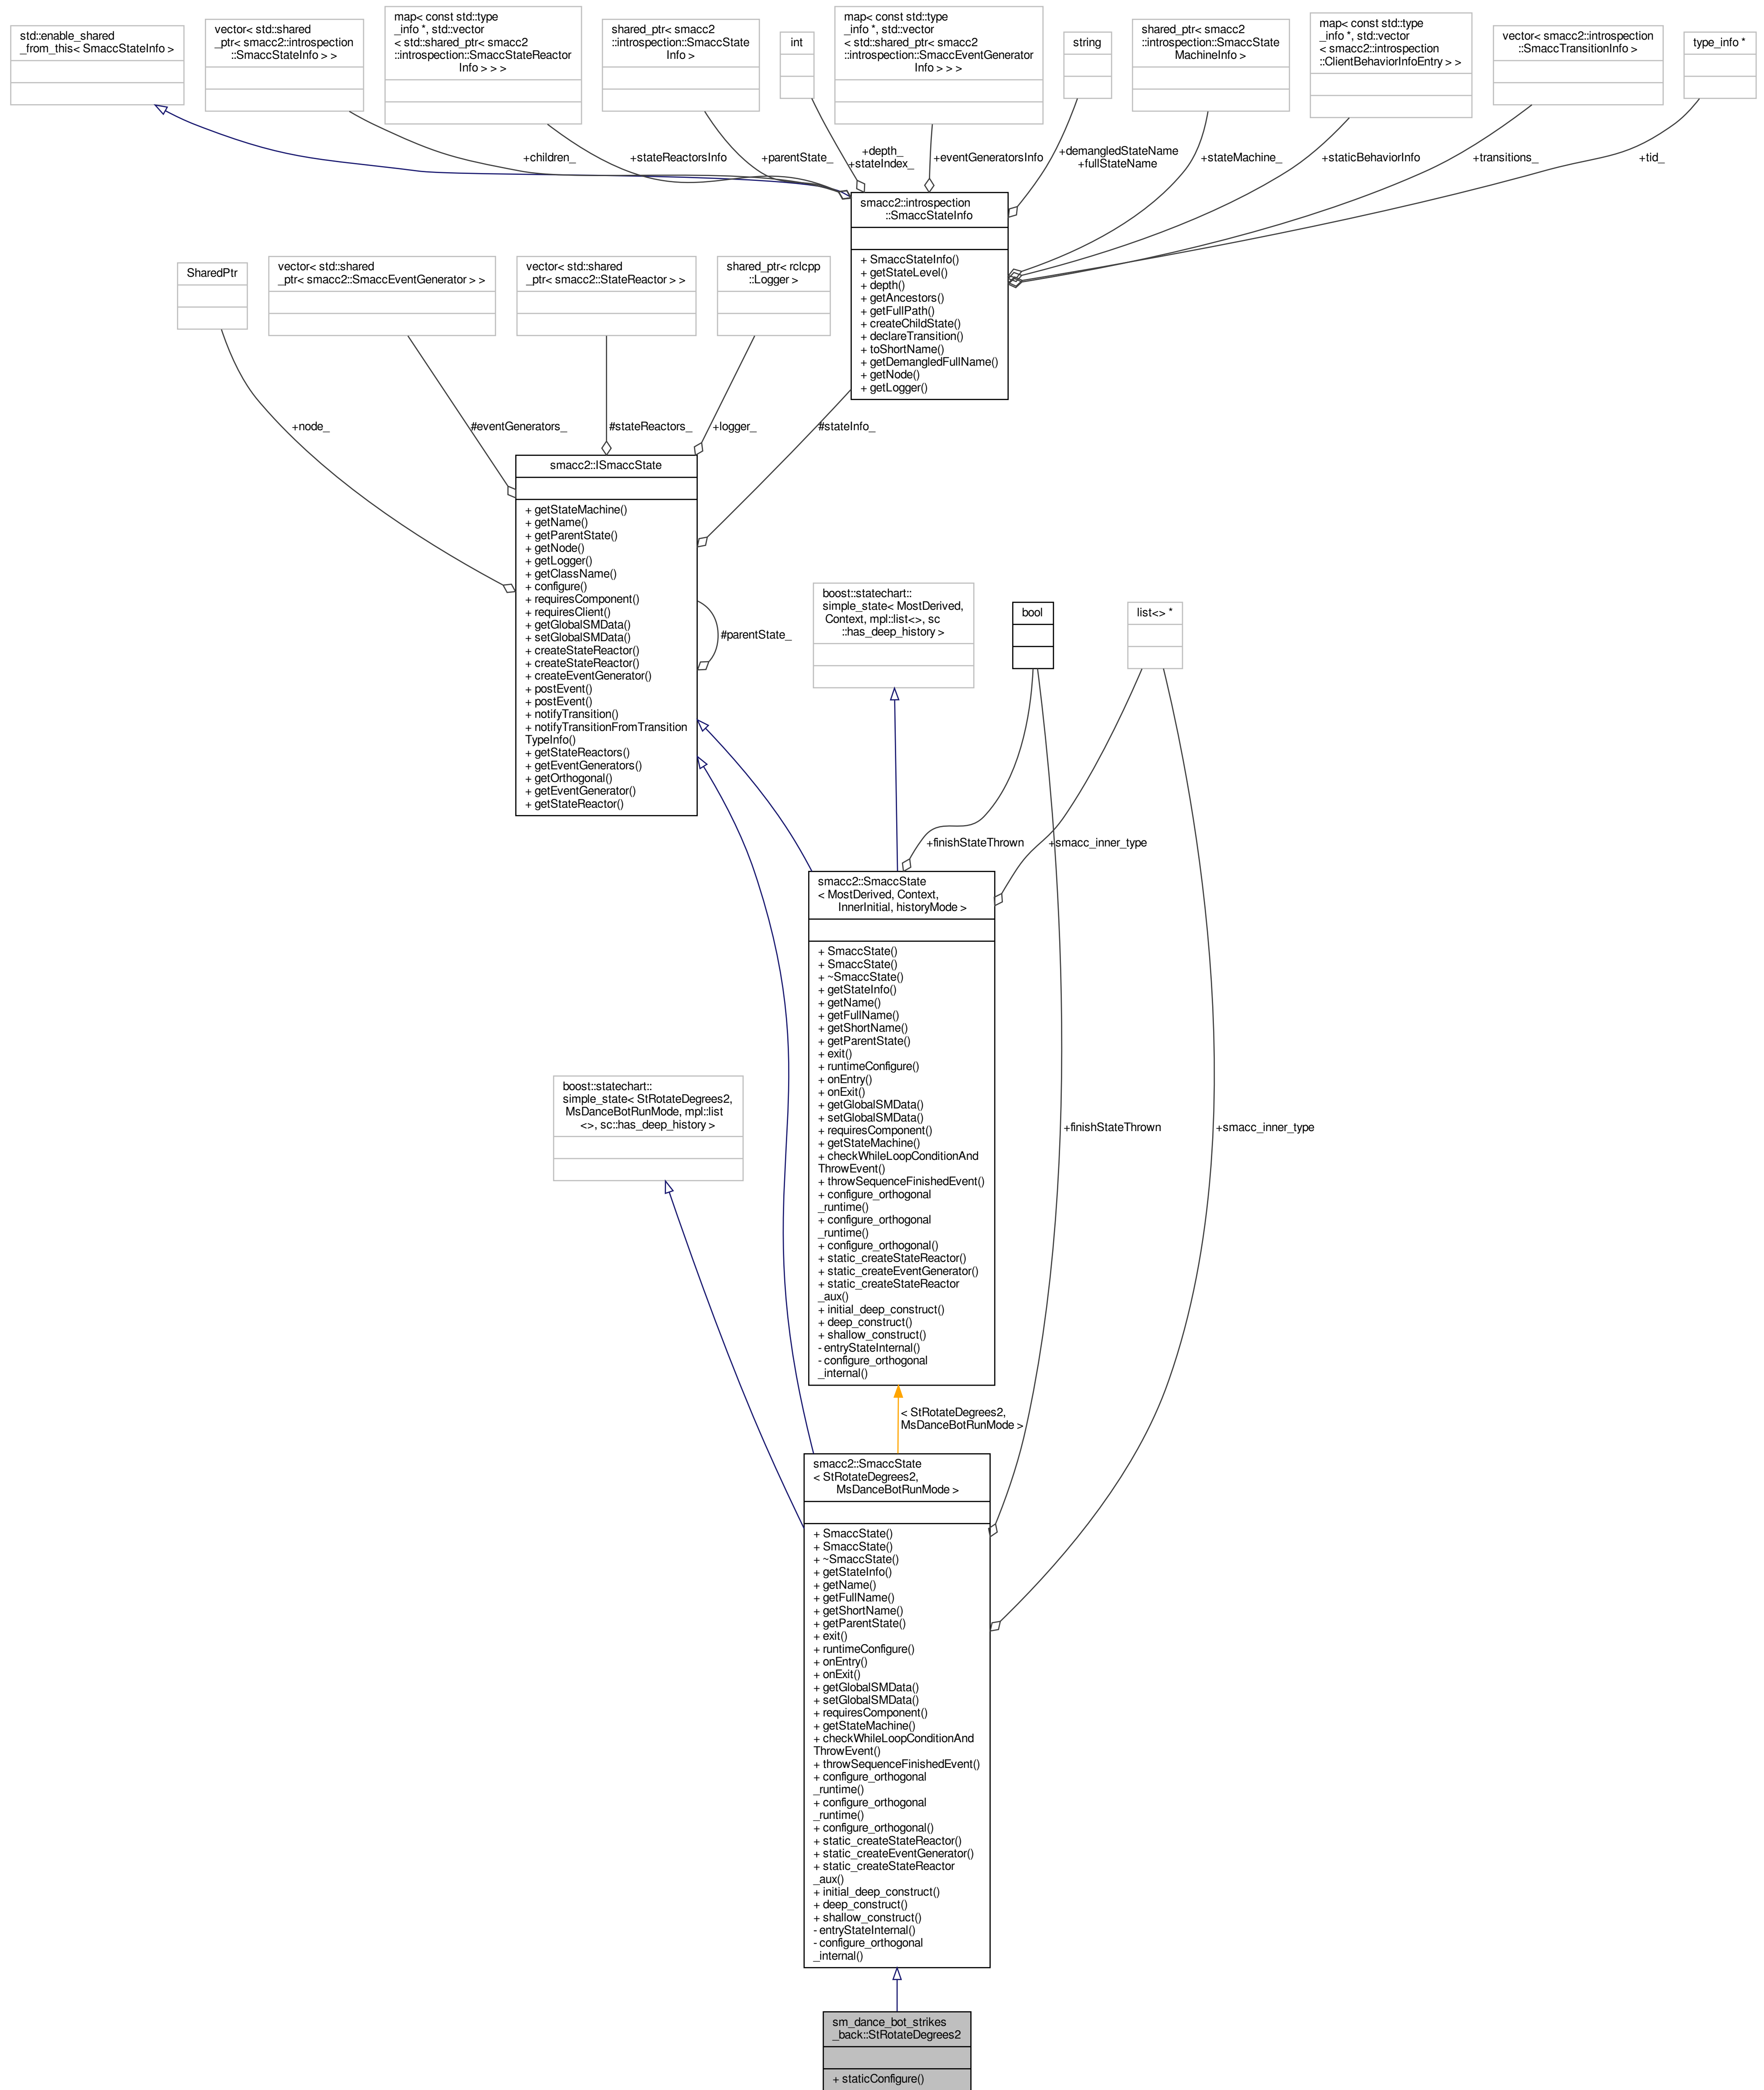 std::enable_shared
_from_this< SmaccStateInfo >
vector< std::shared
_ptr< smacc2::introspection
::SmaccStateInfo > >
map< const std::type
_info *, std::vector
< std::shared_ptr< smacc2
::introspection::SmaccStateReactor
Info > > >
shared_ptr< smacc2
::introspection::SmaccState
Info >
int
map< const std::type
_info *, std::vector
< std::shared_ptr< smacc2
::introspection::SmaccEventGenerator
Info > > >
string
shared_ptr< smacc2
::introspection::SmaccState
MachineInfo >
map< const std::type
_info *, std::vector
< smacc2::introspection
::ClientBehaviorInfoEntry > >
vector< smacc2::introspection
::SmaccTransitionInfo >
type_info *
+children_
+stateReactorsInfo
+parentState_
+depth_
+stateIndex_
+eventGeneratorsInfo
+demangledStateName
+fullStateName
+stateMachine_
+staticBehaviorInfo
+transitions_
+tid_
smacc2::introspection
::SmaccStateInfo
+ SmaccStateInfo()
+ getStateLevel()
+ depth()
+ getAncestors()
+ getFullPath()
+ createChildState()
+ declareTransition()
+ toShortName()
+ getDemangledFullName()
+ getNode()
+ getLogger()
SharedPtr
vector< std::shared
_ptr< smacc2::SmaccEventGenerator > >
vector< std::shared
_ptr< smacc2::StateReactor > >
shared_ptr< rclcpp
::Logger >
+node_
#eventGenerators_
#stateReactors_
+logger_
#stateInfo_
smacc2::ISmaccState
+ getStateMachine()
+ getName()
+ getParentState()
+ getNode()
+ getLogger()
+ getClassName()
+ configure()
+ requiresComponent()
+ requiresClient()
+ getGlobalSMData()
+ setGlobalSMData()
+ createStateReactor()
+ createStateReactor()
+ createEventGenerator()
+ postEvent()
+ postEvent()
+ notifyTransition()
+ notifyTransitionFromTransition
TypeInfo()
+ getStateReactors()
+ getEventGenerators()
+ getOrthogonal()
+ getEventGenerator()
+ getStateReactor()
#parentState_
boost::statechart::
simple_state< MostDerived,
Context, mpl::list<>, sc
::has_deep_history >
bool
list<> *
+finishStateThrown
+smacc_inner_type
smacc2::SmaccState
< MostDerived, Context,
InnerInitial, historyMode >
+ SmaccState()
+ SmaccState()
+ ~SmaccState()
+ getStateInfo()
+ getName()
+ getFullName()
+ getShortName()
+ getParentState()
+ exit()
+ runtimeConfigure()
+ onEntry()
+ onExit()
+ getGlobalSMData()
+ setGlobalSMData()
+ requiresComponent()
+ getStateMachine()
+ checkWhileLoopConditionAnd
ThrowEvent()
+ throwSequenceFinishedEvent()
+ configure_orthogonal
_runtime()
+ configure_orthogonal
_runtime()
+ configure_orthogonal()
+ static_createStateReactor()
+ static_createEventGenerator()
+ static_createStateReactor
_aux()
+ initial_deep_construct()
+ deep_construct()
+ shallow_construct()
- entryStateInternal()
- configure_orthogonal
_internal()
boost::statechart::
simple_state< StRotateDegrees2,
MsDanceBotRunMode, mpl::list
<>, sc::has_deep_history >
+finishStateThrown
+smacc_inner_type
< StRotateDegrees2,
MsDanceBotRunMode >
smacc2::SmaccState
< StRotateDegrees2,
MsDanceBotRunMode >
+ SmaccState()
+ SmaccState()
+ ~SmaccState()
+ getStateInfo()
+ getName()
+ getFullName()
+ getShortName()
+ getParentState()
+ exit()
+ runtimeConfigure()
+ onEntry()
+ onExit()
+ getGlobalSMData()
+ setGlobalSMData()
+ requiresComponent()
+ getStateMachine()
+ checkWhileLoopConditionAnd
ThrowEvent()
+ throwSequenceFinishedEvent()
+ configure_orthogonal
_runtime()
+ configure_orthogonal
_runtime()
+ configure_orthogonal()
+ static_createStateReactor()
+ static_createEventGenerator()
+ static_createStateReactor
_aux()
+ initial_deep_construct()
+ deep_construct()
+ shallow_construct()
- entryStateInternal()
- configure_orthogonal
_internal()
sm_dance_bot_strikes
_back::StRotateDegrees2
+ staticConfigure()